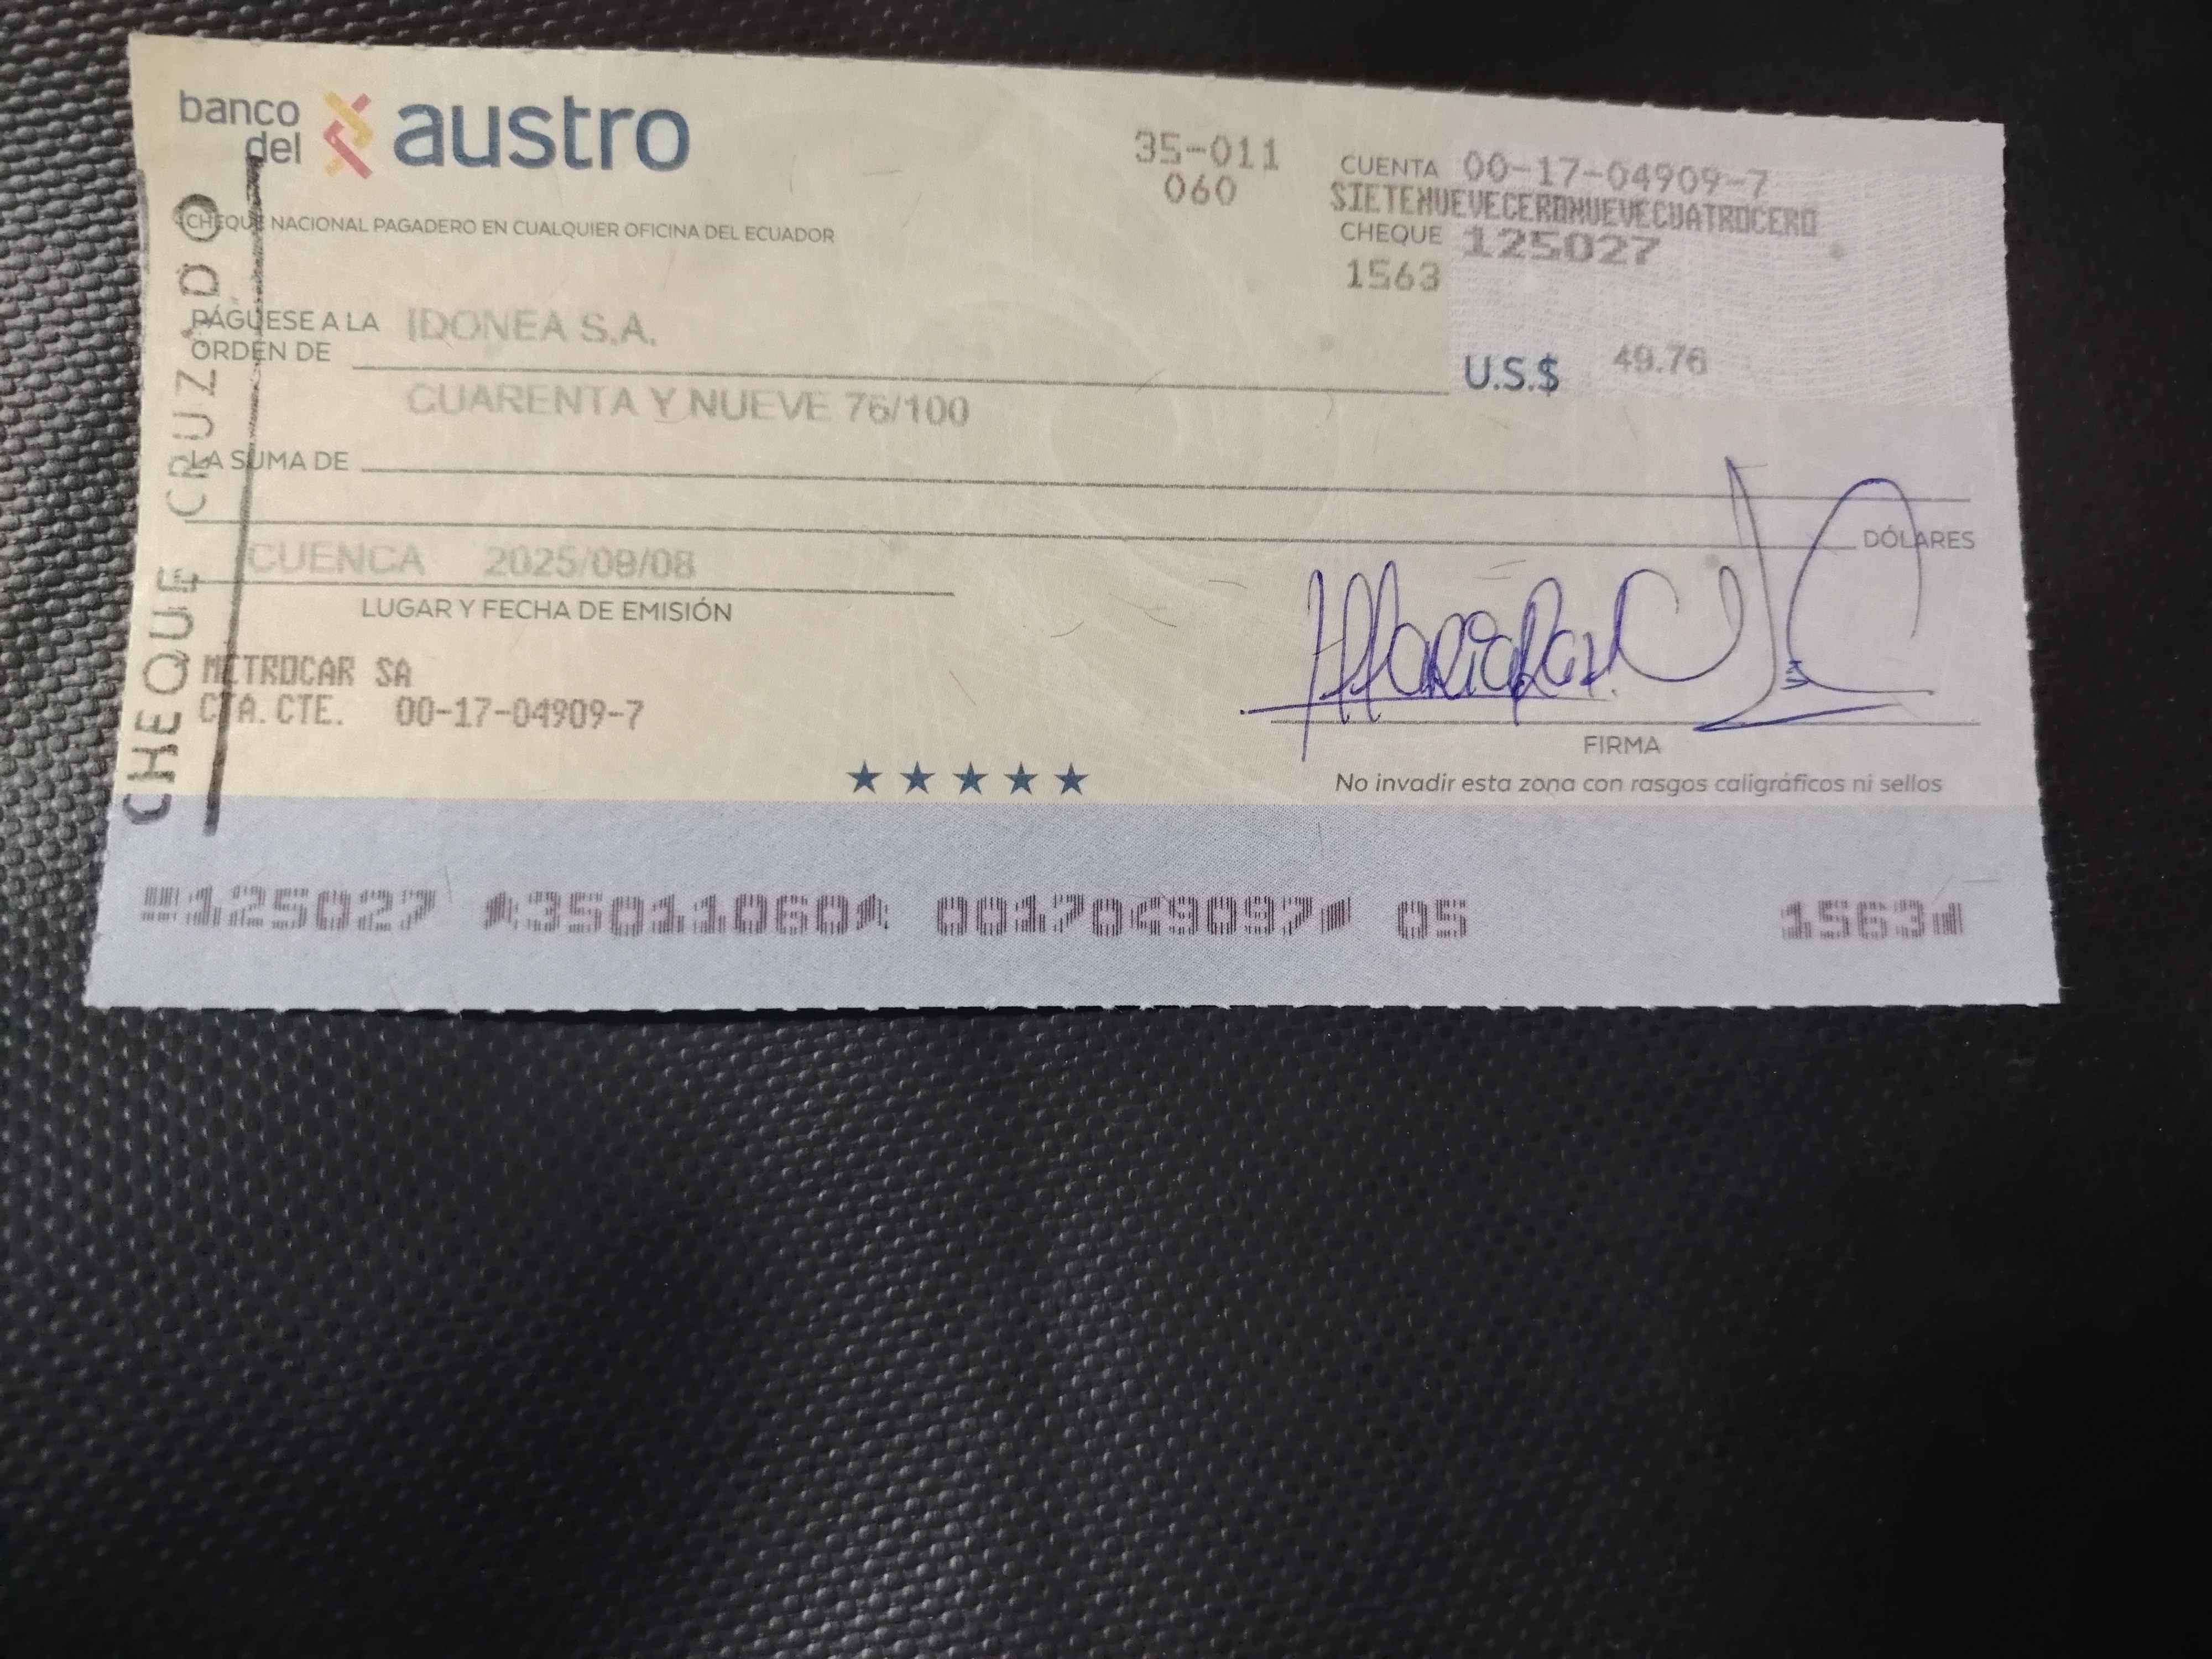 banco del austro
CHEQUE NACIONAL PAGADERO EN CUALQUIER OFICINA DEL ECUADOR
35-011
060
CUENTA 00-17-04909-7
SIETENUEVECERONUEVECUATROCERO
CHEQUE 125027
1563
PÁGUESE A LA ORDEN DE IDONEA S.A.
U.S.$ 49.76
CUARENTA Y NUEVE 76/100
LA SUMA DE
DÓLARES
CUENCA 2025/09/08
LUGAR Y FECHA DE EMISIÓN
METROCAR SA
CTA. CTE. 00-17-04909-7
CHEQUE CRUZADO
FIRMA
No invadir esta zona con rasgos caligráficos ni sellos
125027 35011060 0017049097 05 1563